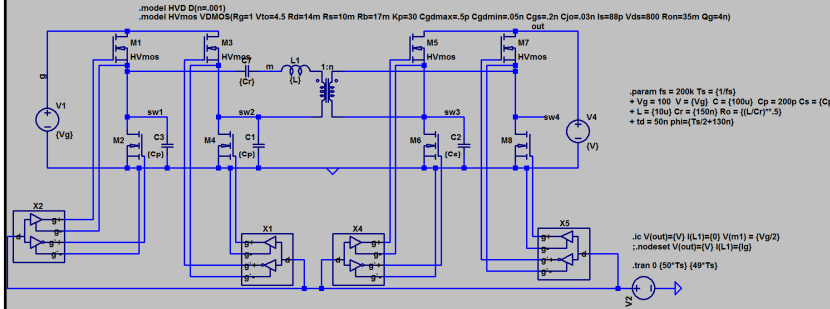 .model HVD D(n=.001)
.model HVmos VDMOS(Rg=1 Vto=4.5 Rd=14m Rs=10m Rb=17m Kp=30 Cgdmax=.5p Cgdmin=.05n Cgs=.2n Cjo=.03n Is=88p Vds=800 Ron=35m Qg=4n)
out
M1 M3 M5 M7
HVmos HVmos HVmos HVmos
L1 1:n
m
{Cr} {L}
g
V1
{Vg}
sw1 sw2 sw3 sw4
V4
{V}
M2 C3 M4 C1 M6 C2 M8
{Cp} {Cp} {Cs}
.param fs = 200k Ts = {1/fs}
+ Vg = 100 V = {Vg} C = {100u} Cp = 200p Cs = {Cp
+ L = {10u} Cr = {150n} Ro = {(L/Cr)**.5}
+ td = 50n phi={Ts/2+130n}
X2
d g+ g- g'+ g'-
X1
g+ g- g'+ g'- d
X4
d g+ g- g'+ g'-
X5
g+ g- g'+ g'- d
.ic V(out)={V} I(L1)={0} V(m1) = {Vg/2}
;.nodeset V(out)={V} I(L1)={Ig}
.tran 0 {50*Ts} {49*Ts}
V2